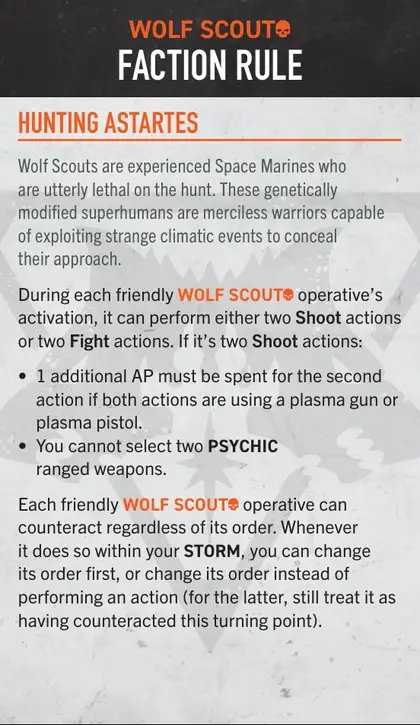 WOLF SCOUT
FACTION RULE
HUNTING ASTARTES
Wolf Scouts are experienced Space Marines who
are utterly lethal on the hunt. These genetically
modified superhumans are merciless warriors capable
of exploiting strange climatic events to conceal
their approach.
During each friendly WOLF SCOUT operative's
activation, it can perform either two Shoot actions
or two Fight actions. If it's two Shoot actions:
• 1 additional AP must be spent for the second
action if both actions are using a plasma gun or
plasma pistol.
• You cannot select two PSYCHIC
ranged weapons.
Each friendly WOLF SCOUT operative can
counteract regardless of its order. Whenever
it does so within your STORM, you can change
its order first, or change its order instead of
performing an action (for the latter, still treat it as
having counteracted this turning point).